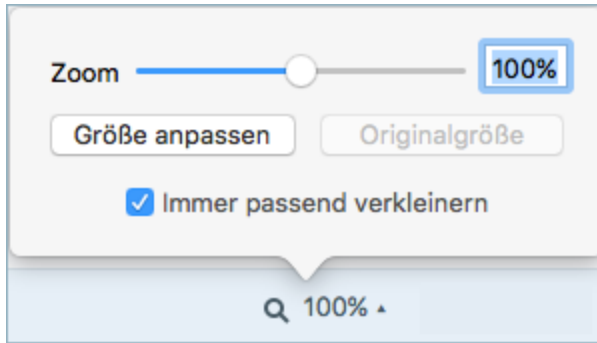 Zoom 100%
Größe anpassen Originalgröße
Immer passend verkleinern
100%